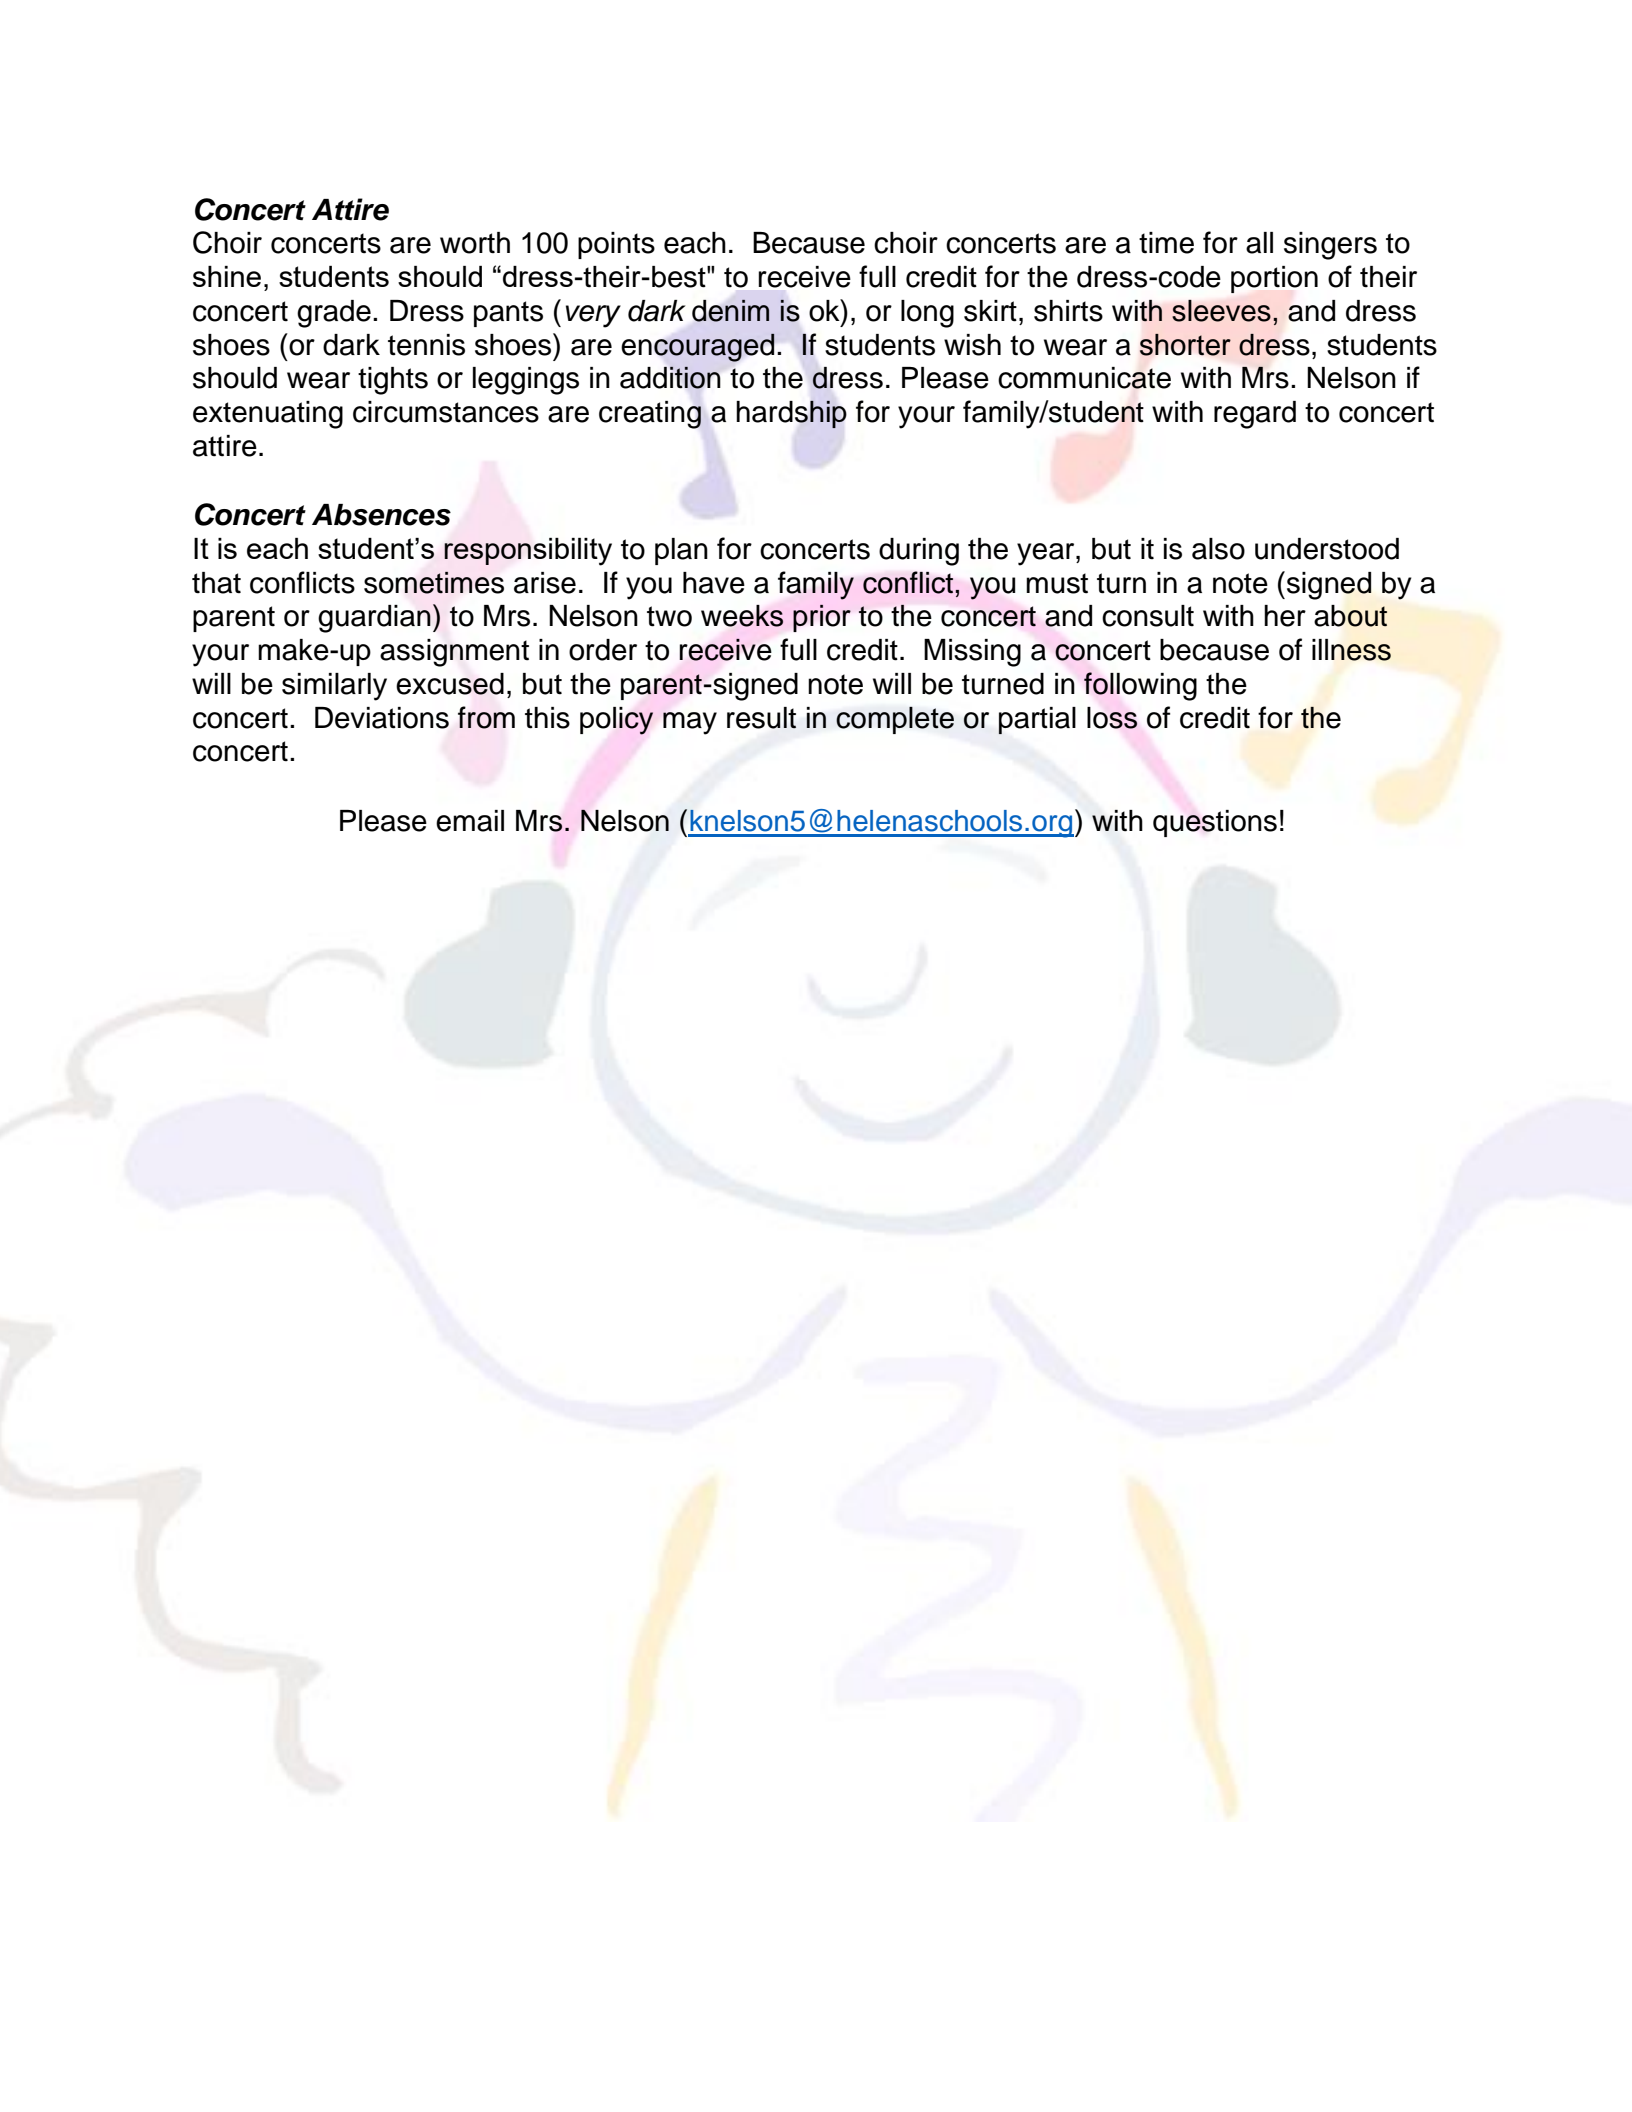 Concert Attire
Choir concerts are worth 100 points each.  Because choir concerts are a time for all singers to
shine, students should “dress-their-best" to receive full credit for the dress-code portion of their
concert grade. Dress pants (very dark denim is ok), or long skirt, shirts with sleeves, and dress
shoes (or dark tennis shoes) are encouraged.  If students wish to wear a shorter dress, students
should wear tights or leggings in addition to the dress. Please communicate with Mrs. Nelson if
extenuating circumstances are creating a hardship for your family/student with regard to concert
attire.
Concert Absences
It is each student’s responsibility to plan for concerts during the year, but it is also understood
that conflicts sometimes arise.  If you have a family conflict, you must turn in a note (signed by a
parent or guardian) to Mrs. Nelson two weeks prior to the concert and consult with her about
your make-up assignment in order to receive full credit.  Missing a concert because of illness
will be similarly excused, but the parent-signed note will be turned in following the
concert.  Deviations from this policy may result in complete or partial loss of credit for the
concert.
Please email Mrs. Nelson (knelson5@helenaschools.org) with questions!